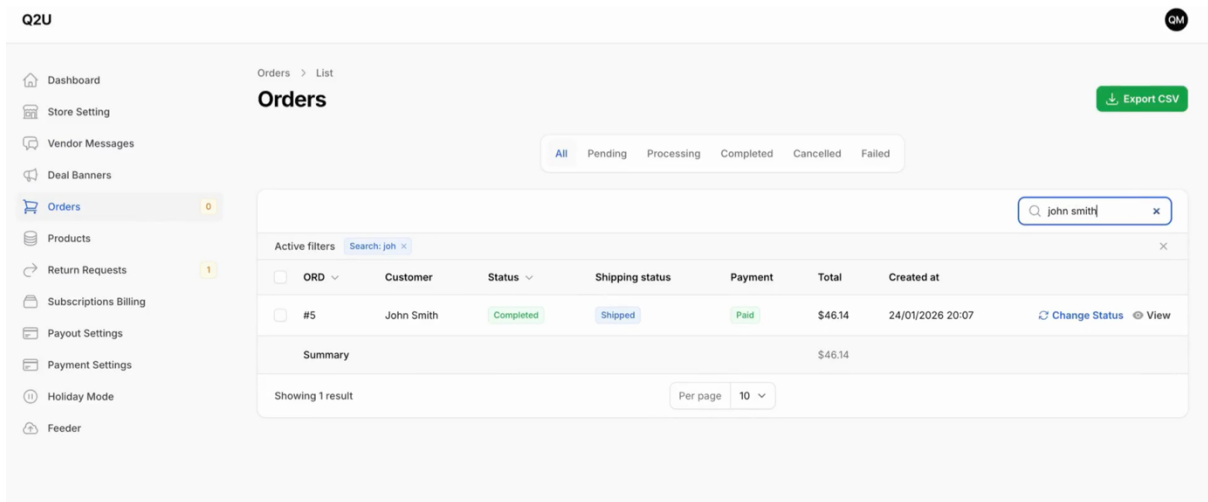 Q2U
QM
Dashboard
Store Setting
Vendor Messages
Deal Banners
Orders 0
Products
Return Requests 1
Subscriptions Billing
Payout Settings
Payment Settings
Holiday Mode
Feeder
Orders > List
Orders
Export CSV
All Pending Processing Completed Cancelled Failed
john smith
Active filters Search: joh ×
ORD Customer Status Shipping status Payment Total Created at
#5 John Smith Completed Shipped Paid $46.14 24/01/2026 20:07 Change Status View
Summary $46.14
Showing 1 result Per page 10